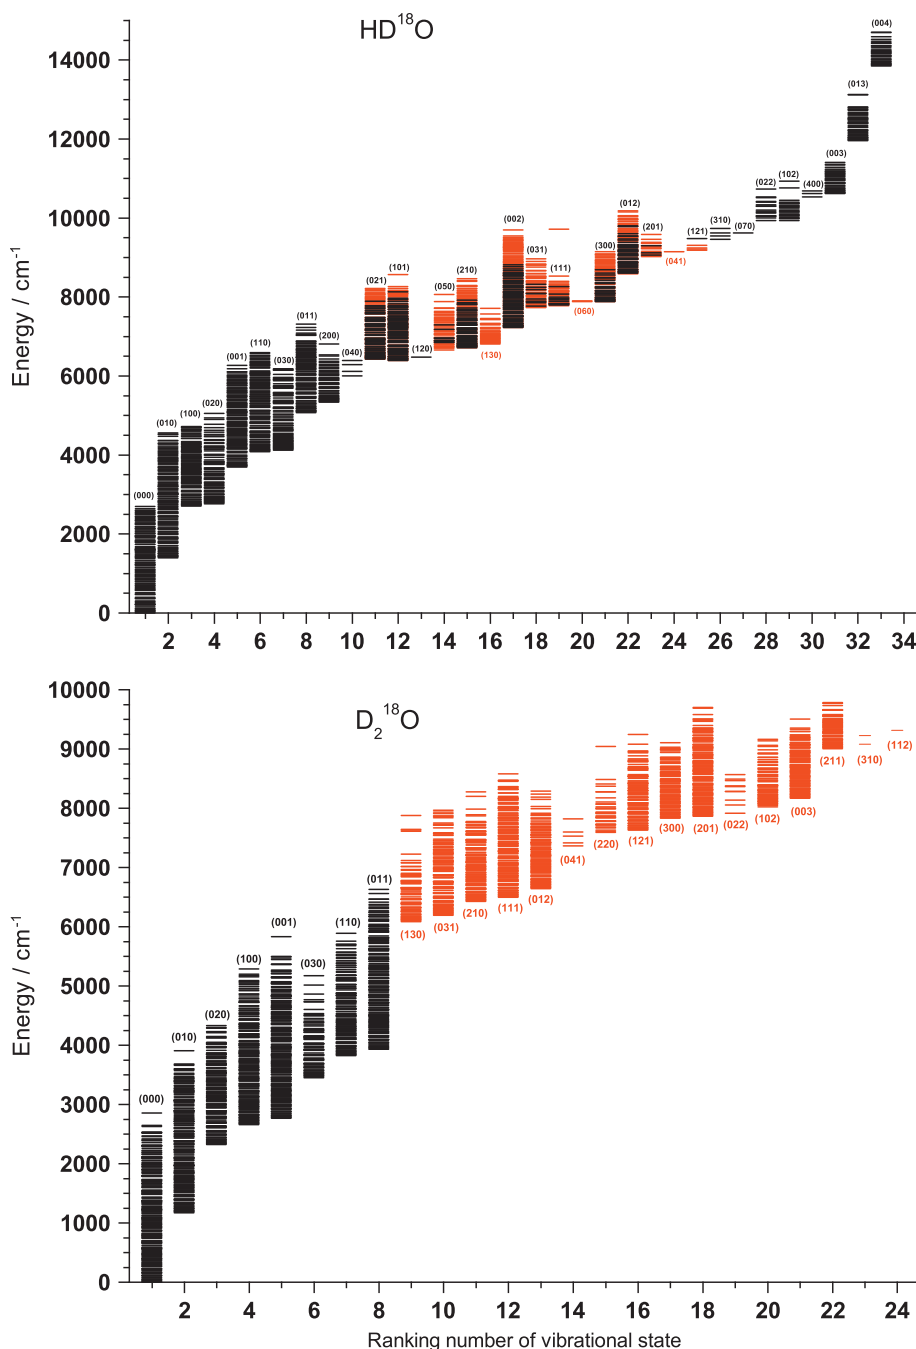 HD18O
(004)
14000
(013)
12000
(003)
(022) (102) (400)
10000
(012) (310)
(002) (201) (121) (070)
(031) (300) (041)
(101) (210) (111)
(021) (050)
8000
(060)
(011)
(200)
(110) (130)
(001) (030) (040) (120)
6000
(020)
(010) (100)
4000
(000)
2000
0
Energy / cm-1
2 4 6 8 10 12 14 16 18 20 22 24 26 28 30 32 34
10000
D218O
9000
(211) (310) (112)
8000
(300) (201) (022) (102) (003)
(220) (121)
(041)
7000
(111) (012)
(011) (210)
(130) (031)
6000
(001) (110)
(100) (030)
5000
(020)
(010)
4000
3000
(000)
2000
1000
0
Energy / cm-1
2 4 6 8 10 12 14 16 18 20 22 24
Ranking number of vibrational state